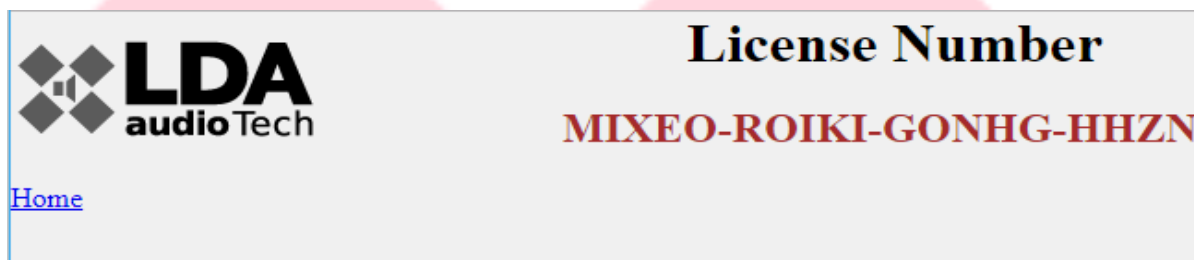 LDA
audio Tech
License Number
MIXEO-ROIKI-GONHG-HHZN
Home